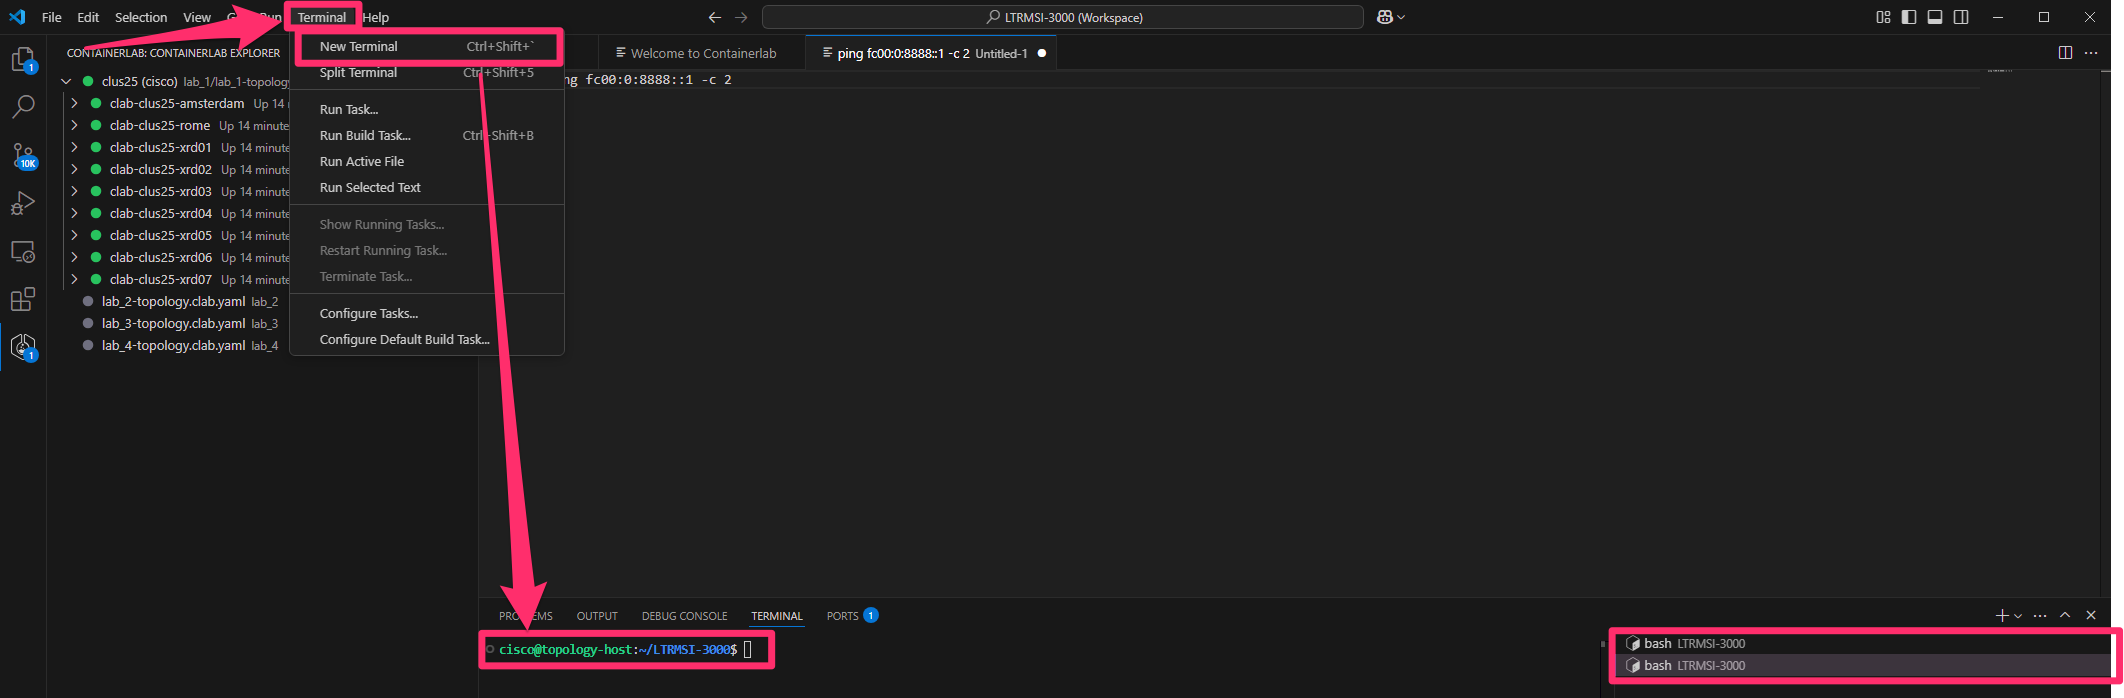 File Edit Selection View Terminal Help
LTRMSI-3000 (Workspace)
CONTAINERLAB: CONTAINERLAB EXPLORER
clus25 (cisco) lab_1/lab_1-topology
clab-clus25-amsterdam Up 14
clab-clus25-rome Up 14 minute
clab-clus25-xrd01 Up 14 minute
clab-clus25-xrd02 Up 14 minute
clab-clus25-xrd03 Up 14 minute
clab-clus25-xrd04 Up 14 minute
clab-clus25-xrd05 Up 14 minute
clab-clus25-xrd06 Up 14 minute
clab-clus25-xrd07 Up 14 minute
lab_2-topology.clab.yaml lab_2
lab_3-topology.clab.yaml lab_3
lab_4-topology.clab.yaml lab_4
1
10K
1
New Terminal Ctrl+Shift+`
Split Terminal Ctrl+Shift+5
Run Task...
Run Build Task... Ctrl+Shift+B
Run Active File
Run Selected Text
Show Running Tasks...
Restart Running Task...
Terminate Task...
Configure Tasks...
Configure Default Build Task...
Welcome to Containerlab
ping fc00:0:8888::1 -c 2 Untitled-1
ng fc00:0:8888::1 -c 2
PROBLEMS OUTPUT DEBUG CONSOLE TERMINAL PORTS 1
cisco@topology-host:~/LTRMSI-3000$
bash LTRMSI-3000
bash LTRMSI-3000